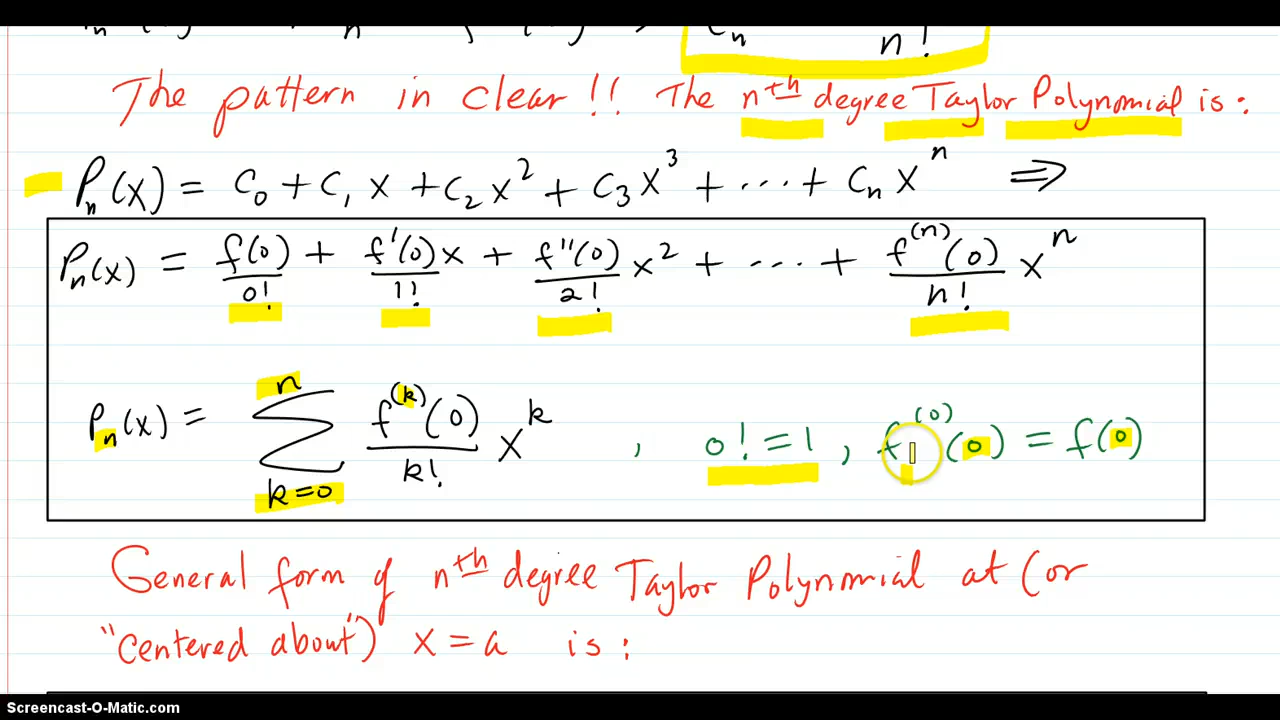 Cn n!
The pattern in clear!! The nth degree Taylor Polynomial is:
Pn(x) = C0 + C1 x + C2 x² + C3 x³ + ··· + Cn xⁿ ⇒
Pn(x) = f(0)/0! + f'(0)x/1! + f''(0)/2! x² + ··· + f⁽ⁿ⁾(0)/n! xⁿ
Pn(x) = Σ n k=0 f⁽ᵏ⁾(0)/k! xᵏ , 0! = 1 , f⁽⁰⁾(0) = f(0)
General form of nth degree Taylor Polynomial at (or
"centered about") x = a is:
Screencast-O-Matic.com